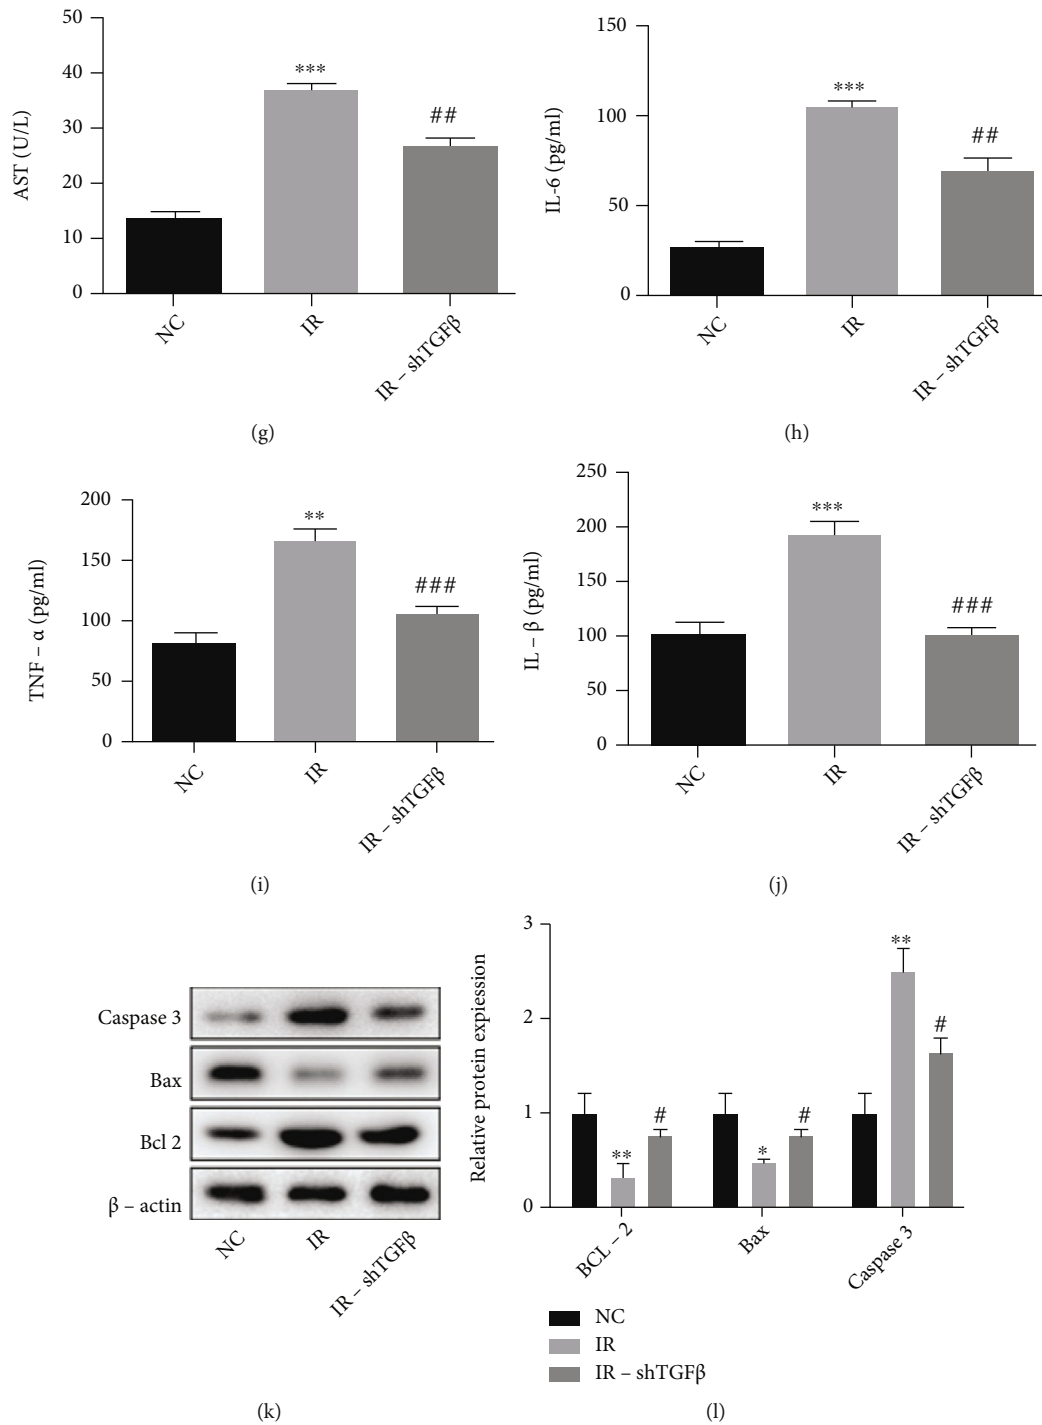 50
40
30
20
10
0
AST (U/L)
***
##
NC
IR
IR – shTGFβ
(g)
150
100
50
0
IL-6 (pg/ml)
***
##
NC
IR
IR – shTGFβ
(h)
200
150
100
50
0
TNF – α (pg/ml)
**
###
NC
IR
IR – shTGFβ
(i)
250
200
150
100
50
0
IL – β (pg/ml)
***
###
NC
IR
IR – shTGFβ
(j)
Caspase 3
Bax
Bcl 2
β – actin
NC
IR
IR – shTGFβ
(k)
3
2
1
0
Relative protein expiession
**
#
*
#
**
#
BCL – 2
Bax
Caspase 3
NC
IR
IR – shTGFβ
(l)